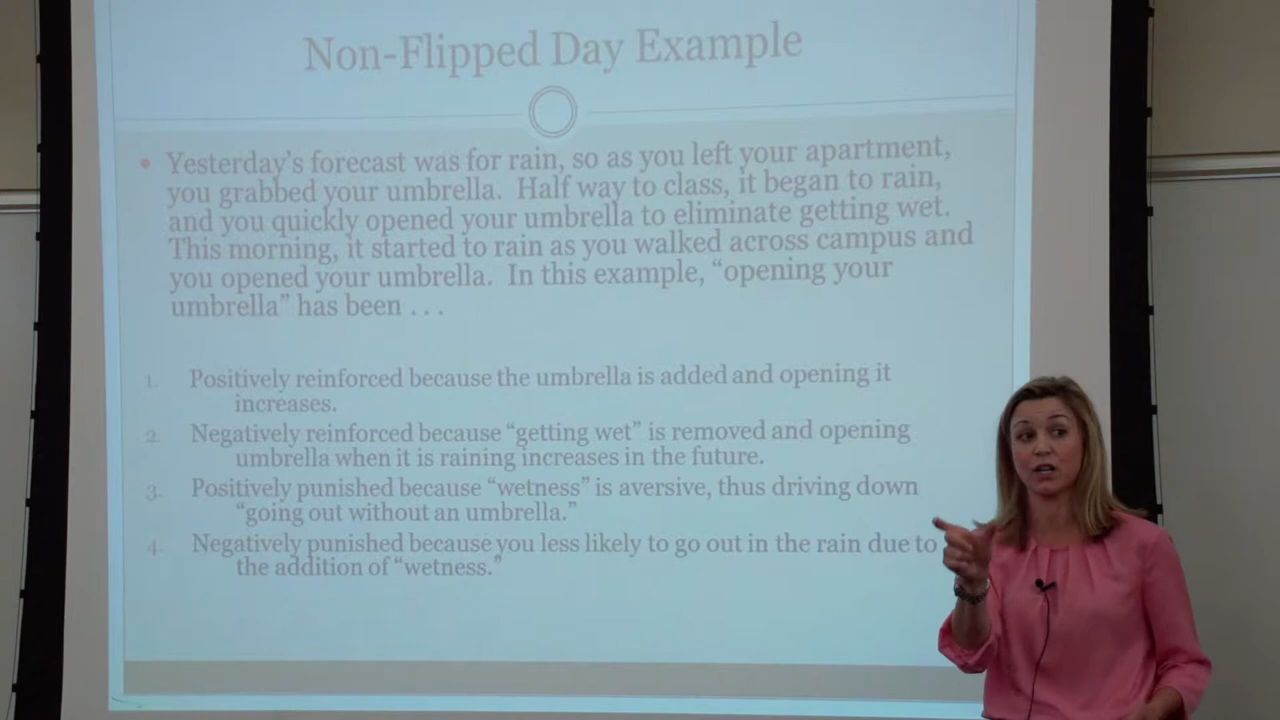 Non-Flipped Day Example
• Yesterday's forecast was for rain, so as you left your apartment,
you grabbed your umbrella. Half way to class, it began to rain,
and you quickly opened your umbrella to eliminate getting wet.
This morning, it started to rain as you walked across campus and
you opened your umbrella. In this example, “opening your
umbrella” has been . . .
1. Positively reinforced because the umbrella is added and opening it
increases.
2. Negatively reinforced because “getting wet” is removed and opening
umbrella when it is raining increases in the future.
3. Positively punished because “wetness” is aversive, thus driving down
“going out without an umbrella.”
4. Negatively punished because you less likely to go out in the rain due to
the addition of “wetness.”